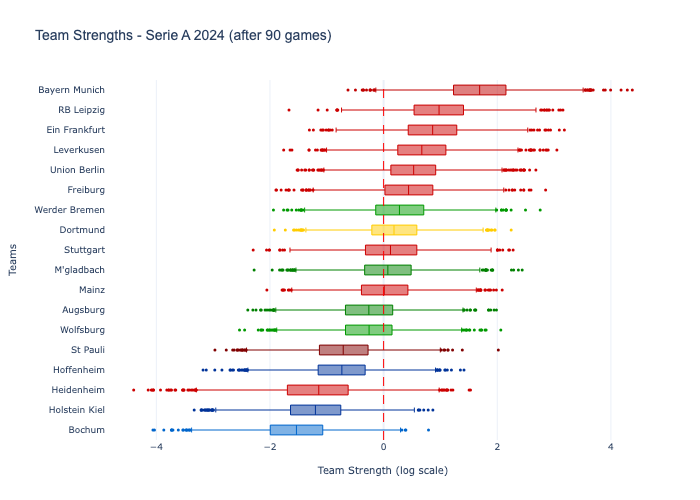 Team Strengths - Serie A 2024 (after 90 games)
Bayern Munich
RB Leipzig
Ein Frankfurt
Leverkusen
Union Berlin
Freiburg
Werder Bremen
Dortmund
Stuttgart
M'gladbach
Mainz
Augsburg
Wolfsburg
St Pauli
Hoffenheim
Heidenheim
Holstein Kiel
Bochum
Teams
−4 −2 0 2 4
Team Strength (log scale)